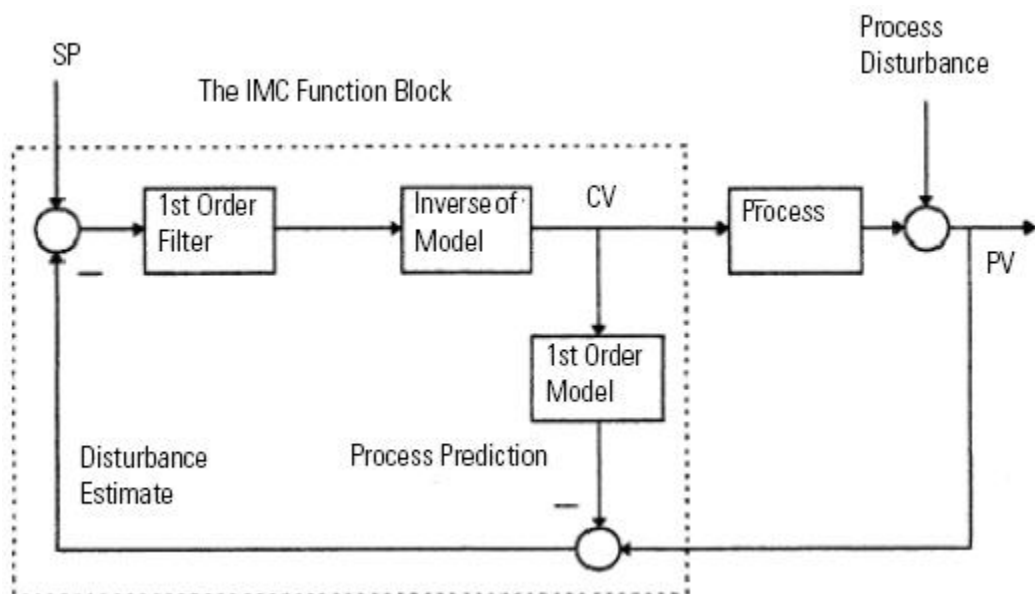 SP
Process
Disturbance
The IMC Function Block
1st Order
Filter
Inverse of
Model
CV
Process
PV
1st Order
Model
Disturbance
Estimate
Process Prediction